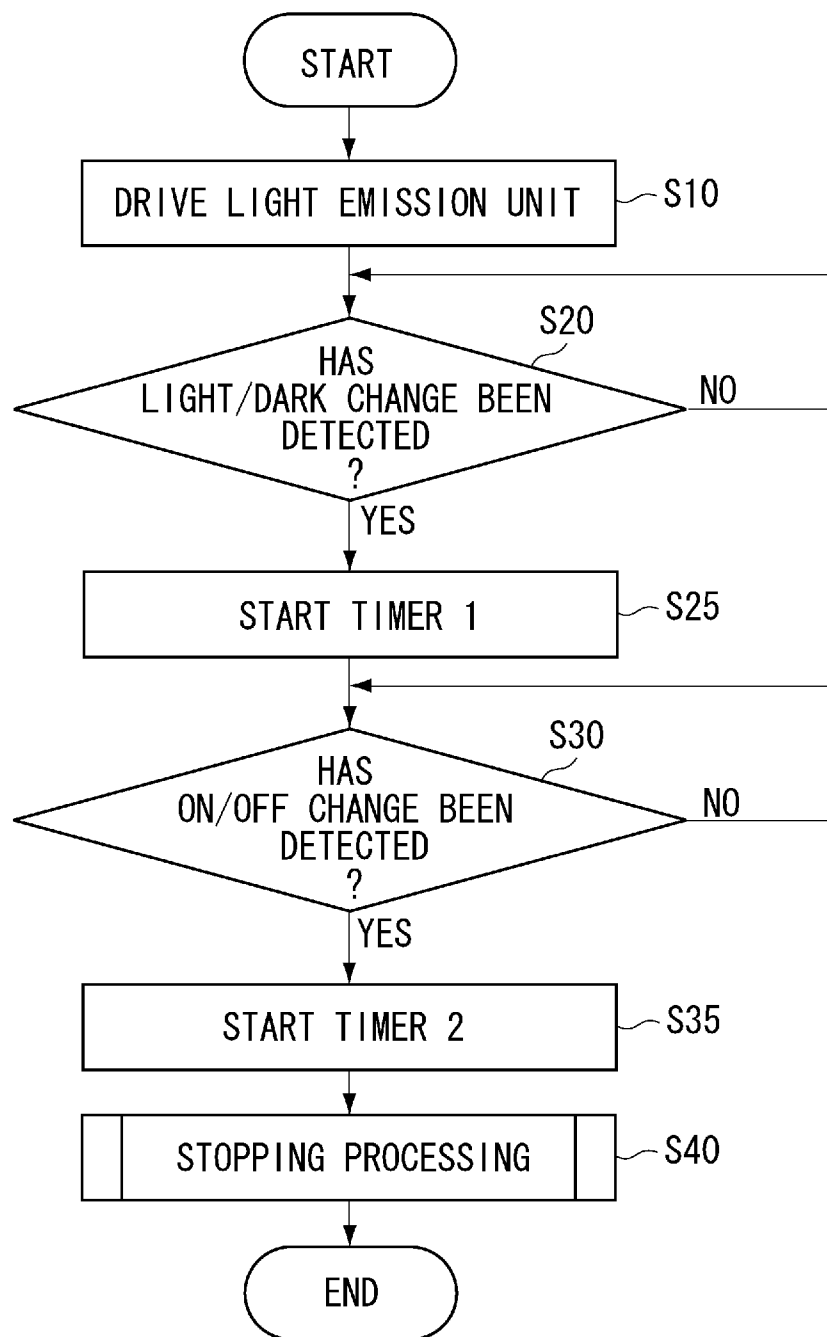 START
DRIVE LIGHT EMISSION UNIT
S10
S20
HAS
LIGHT/DARK CHANGE BEEN
DETECTED
?
NO
YES
START TIMER 1
S25
S30
HAS
ON/OFF CHANGE BEEN
DETECTED
?
NO
YES
START TIMER 2
S35
STOPPING PROCESSING
S40
END